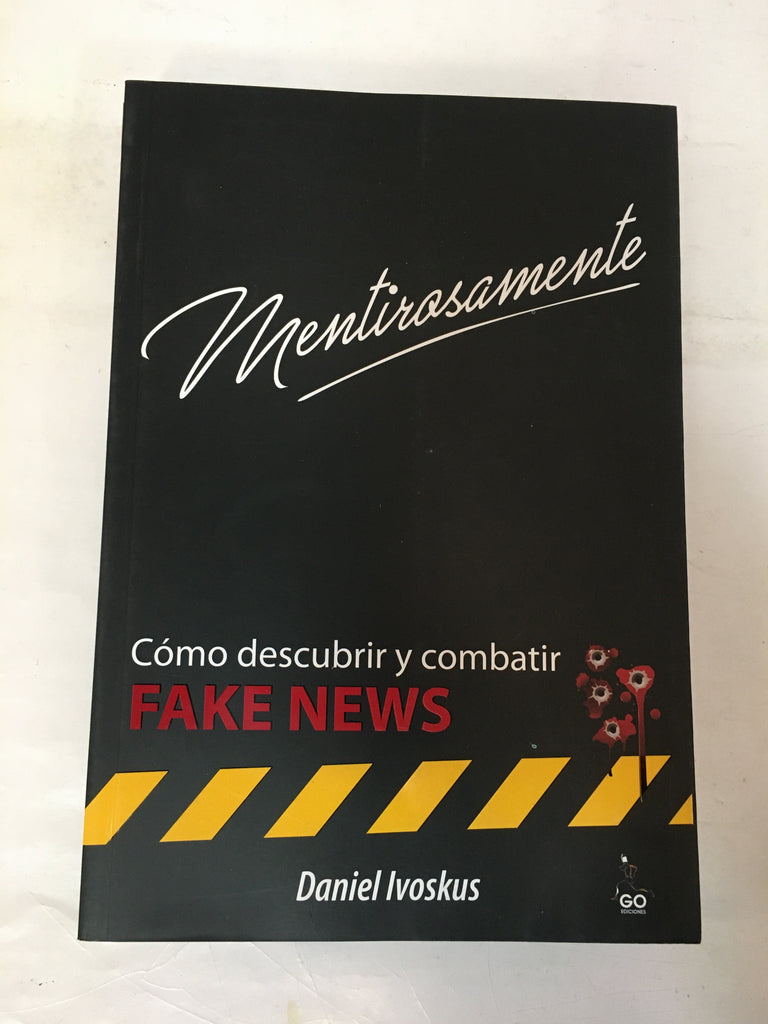 Mentirosamente
Cómo descubrir y combatir
FAKE NEWS
Daniel Ivoskus
GO
EDICIONES